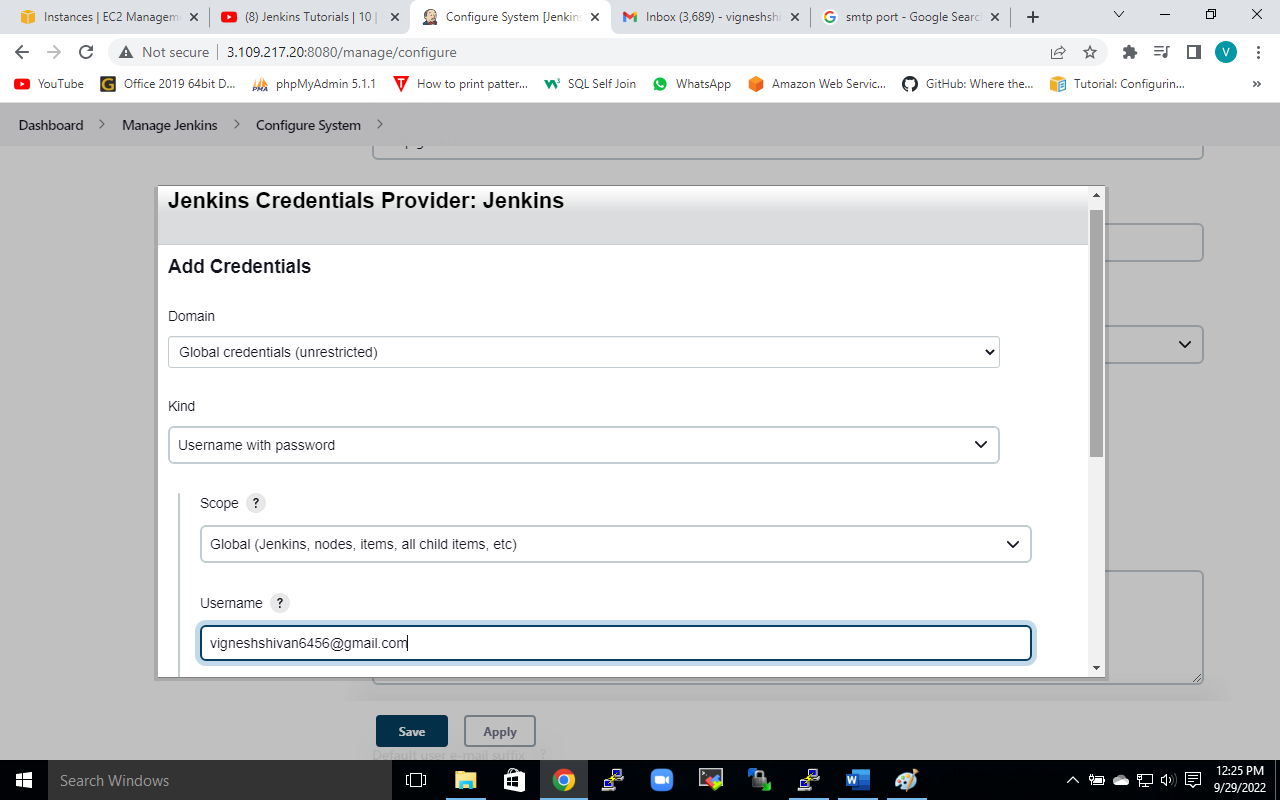 Instances | EC2 Managem
(8) Jenkins Tutorials | 10 |
Configure System [Jenkin
Inbox (3,689) - vigneshshi
smtp port - Google Searc
Not secure
3.109.217.20:8080/manage/configure
V
YouTube
Office 2019 64bit D...
phpMyAdmin 5.1.1
How to print patter...
SQL Self Join
WhatsApp
Amazon Web Servic...
GitHub: Where the...
Tutorial: Configurin...
»
Dashboard
Manage Jenkins
Configure System
Jenkins Credentials Provider: Jenkins
Add Credentials
Domain
Global credentials (unrestricted)
Kind
Username with password
Scope ?
Global (Jenkins, nodes, items, all child items, etc)
Username ?
vigneshshivan6456@gmail.com
Save
Apply
Default user e-mail suffix ?
Search Windows
12:25 PM
9/29/2022